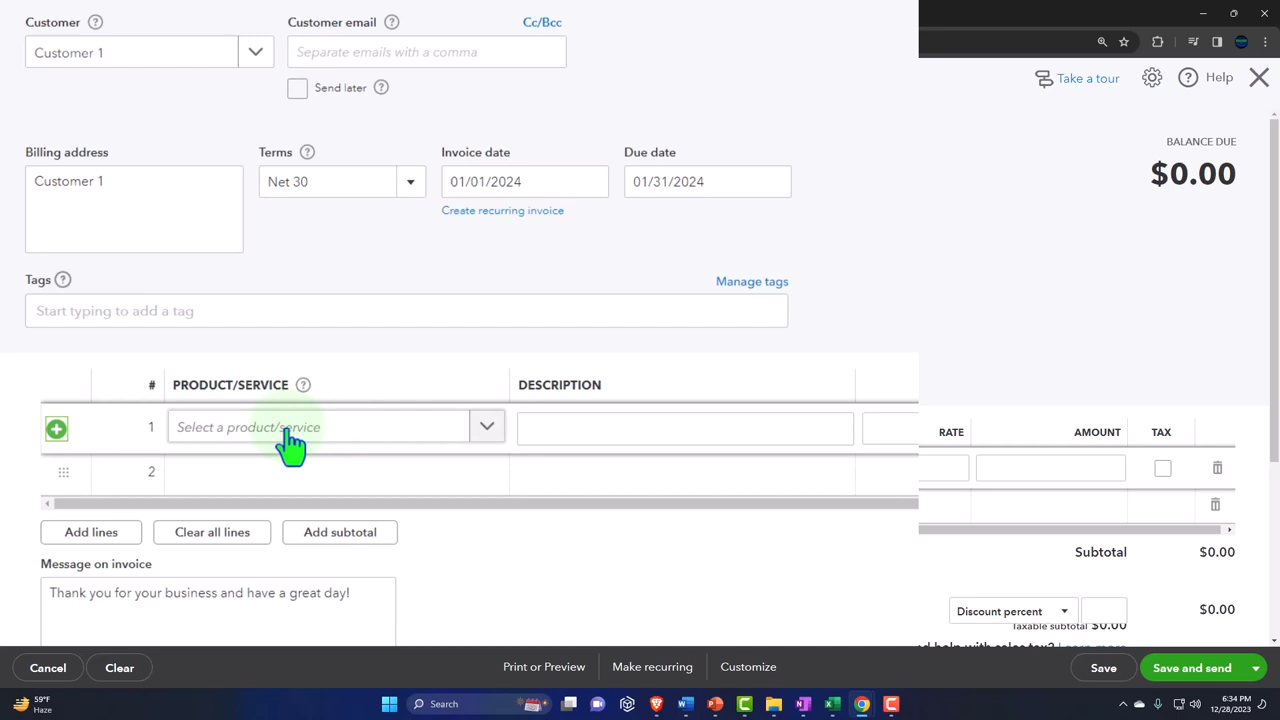 Customer
Customer email
Cc/Bcc
Customer 1
Separate emails with a comma
Send later
Take a tour
Help
BALANCE DUE
$0.00
Billing address
Terms
Invoice date
Due date
Customer 1
Net 30
01/01/2024
01/31/2024
Create recurring invoice
Tags
Manage tags
Start typing to add a tag
# PRODUCT/SERVICE DESCRIPTION
RATE AMOUNT TAX
1 Select a product/service
2
Add lines
Clear all lines
Add subtotal
Subtotal $0.00
Message on invoice
Thank you for your business and have a great day!
Discount percent
$0.00
Taxable subtotal $0.00
help with sales tax?
Cancel
Clear
Print or Preview
Make recurring
Customize
Save
Save and send
59°F
Haze
Search
6:34 PM
12/28/2023